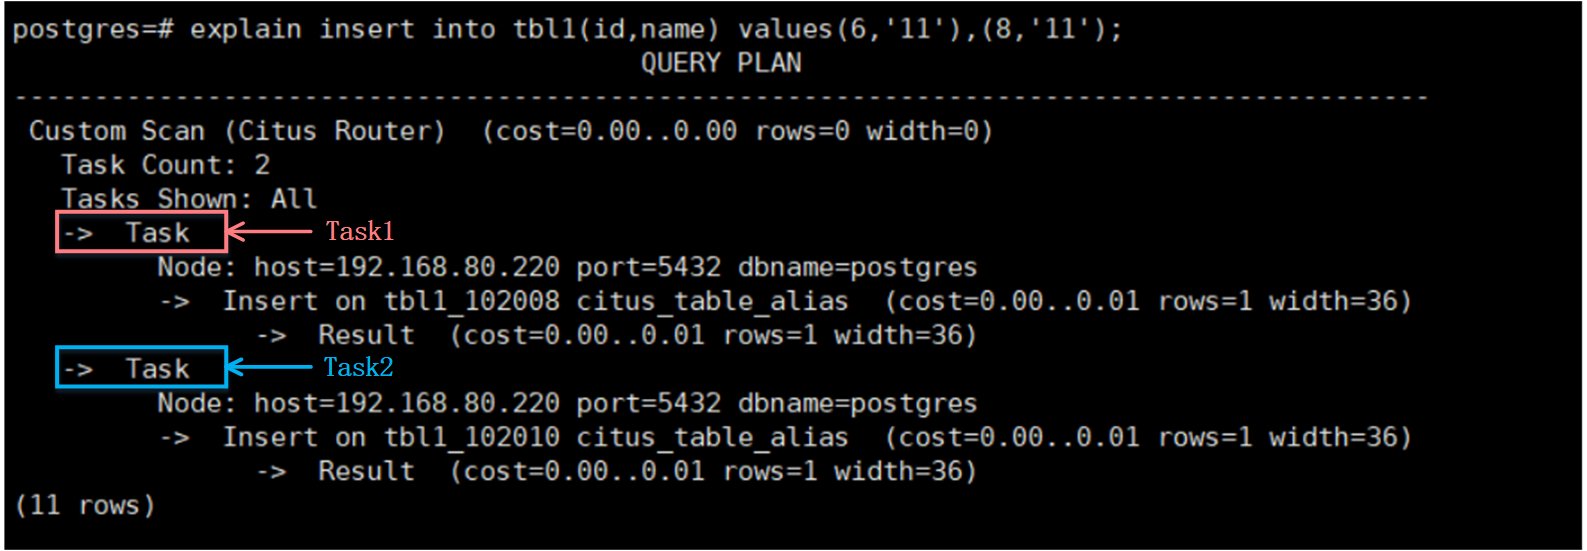 postgres=# explain insert into tbl1(id,name) values(6,'11'),(8,'11');
QUERY PLAN
----------------------------------------------------------------------------------------
Custom Scan (Citus Router)  (cost=0.00..0.00 rows=0 width=0)
Task Count: 2
Tasks Shown: All
->  Task Task1
Node: host=192.168.80.220 port=5432 dbname=postgres
->  Insert on tbl1_102008 citus_table_alias  (cost=0.00..0.01 rows=1 width=36)
->  Result  (cost=0.00..0.01 rows=1 width=36)
->  Task Task2
Node: host=192.168.80.220 port=5432 dbname=postgres
->  Insert on tbl1_102010 citus_table_alias  (cost=0.00..0.01 rows=1 width=36)
->  Result  (cost=0.00..0.01 rows=1 width=36)
(11 rows)